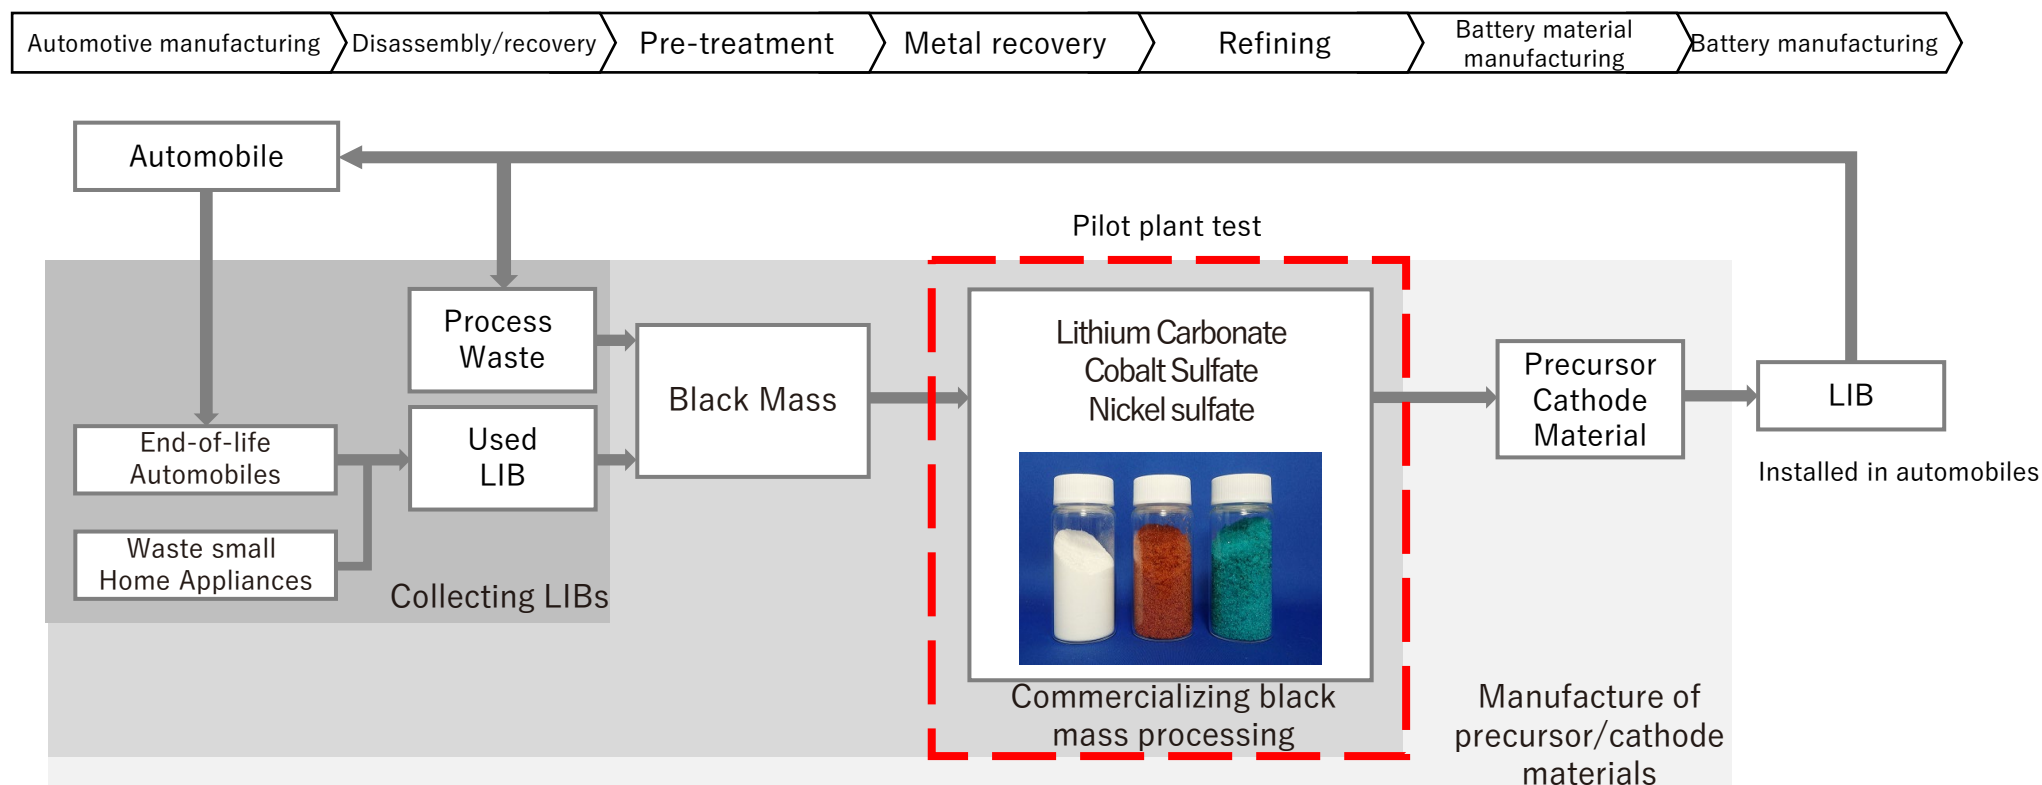 Automotive manufacturing
Disassembly/recovery
Pre-treatment
Metal recovery
Refining
Battery material
manufacturing
Battery manufacturing
Automobile
Pilot plant test
Process
Waste
Used
LIB
End-of-life
Automobiles
Waste small
Home Appliances
Collecting LIBs
Black Mass
Lithium Carbonate
Cobalt Sulfate
Nickel sulfate
Commercializing black
mass processing
Precursor
Cathode
Material
LIB
Installed in automobiles
Manufacture of
precursor/cathode
materials